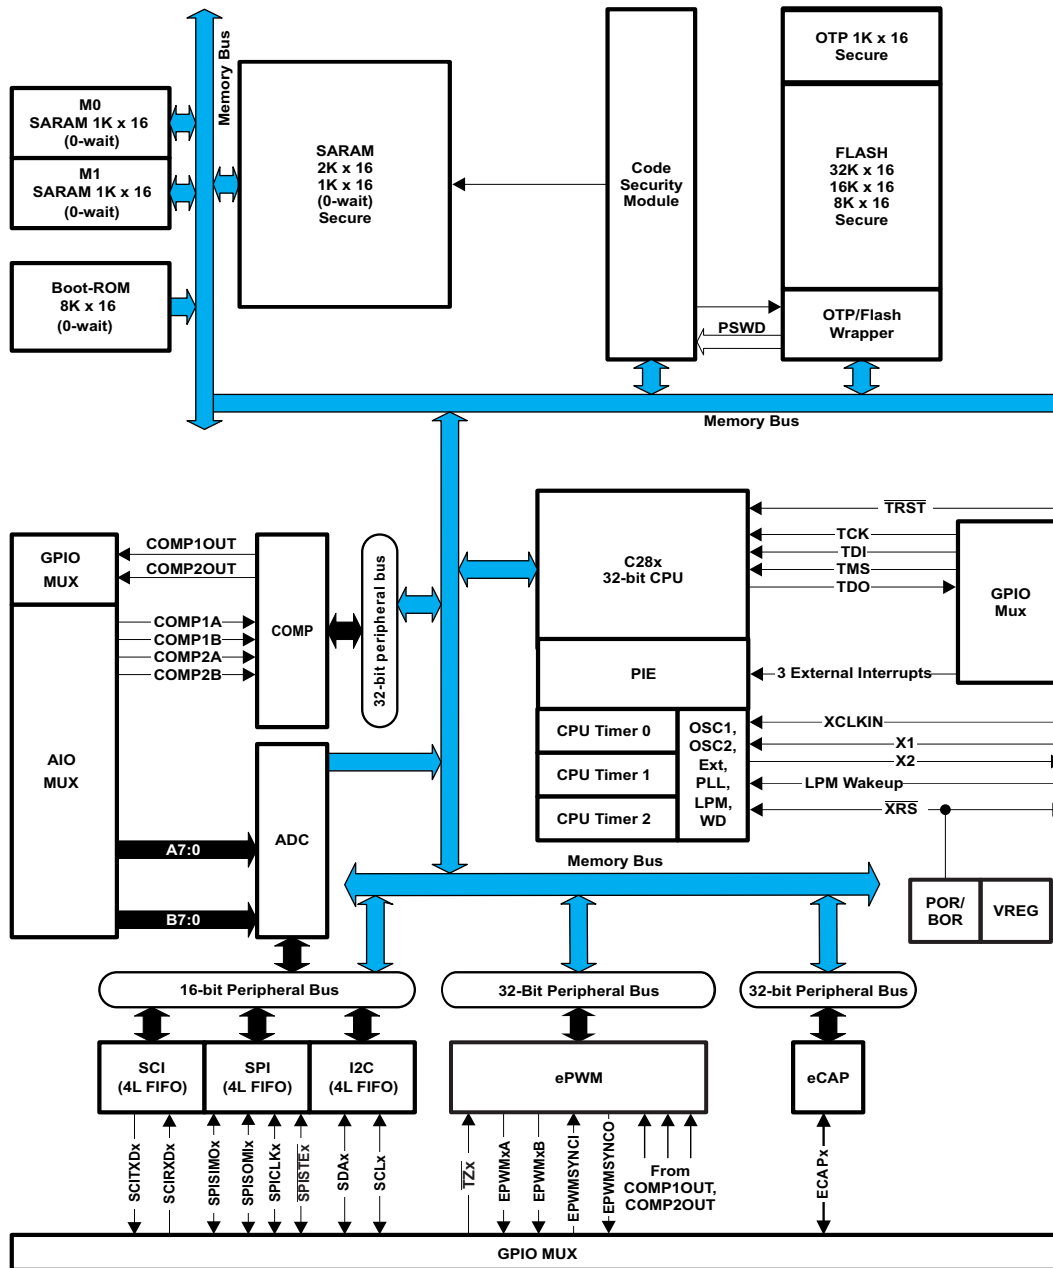 OTP 1K x 16
Secure
Memory Bus
M0
SARAM 1K x 16
(0-wait)
M1
SARAM 1K x 16
(0-wait)
SARAM
2K x 16
1K x 16
(0-wait)
Secure
Code
Security
Module
FLASH
32K x 16
16K x 16
8K x 16
Secure
Boot-ROM
8K x 16
(0-wait)
PSWD
OTP/Flash
Wrapper
Memory Bus
GPIO
MUX
COMP1OUT
COMP2OUT
COMP1A
COMP1B
COMP2A
COMP2B
COMP
32-bit peripheral bus
C28x
32-bit CPU
TRST
TCK
TDI
TMS
TDO
GPIO
Mux
PIE
3 External Interrupts
AIO
MUX
CPU Timer 0
CPU Timer 1
CPU Timer 2
OSC1,
OSC2,
Ext,
PLL,
LPM,
WD
XCLKIN
X1
X2
LPM Wakeup
XRS
A7:0
B7:0
ADC
Memory Bus
POR/
BOR
VREG
16-bit Peripheral Bus
32-Bit Peripheral Bus
32-bit Peripheral Bus
SCI
(4L FIFO)
SPI
(4L FIFO)
I2C
(4L FIFO)
ePWM
eCAP
SCITXDx
SCIRXDx
SPISIMOx
SPISOMIx
SPICLKx
SPISTEx
SDAx
SCLx
TZx
EPWMxA
EPWMxB
EPWMSYNCI
EPWMSYNCO
From
COMP1OUT,
COMP2OUT
ECAPx
GPIO MUX